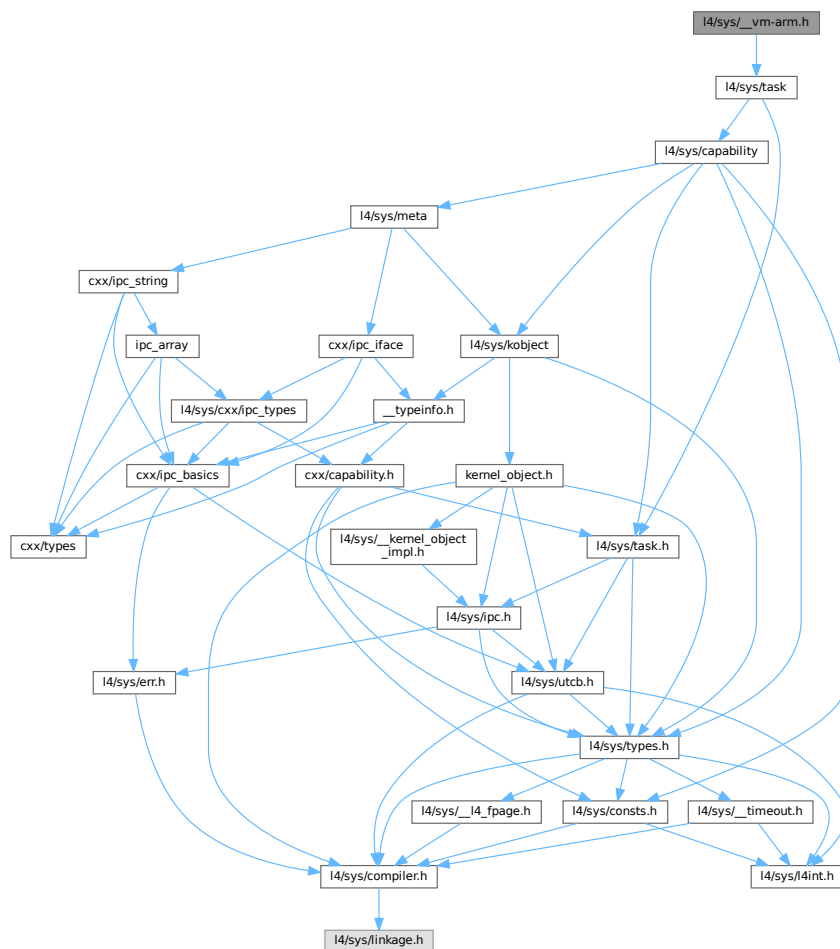 l4/sys/__vm-arm.h
l4/sys/task
l4/sys/capability
l4/sys/meta
cxx/ipc_string
ipc_array
cxx/ipc_iface
l4/sys/kobject
l4/sys/cxx/ipc_types
__typeinfo.h
cxx/ipc_basics
cxx/capability.h
kernel_object.h
cxx/types
l4/sys/__kernel_object
_impl.h
l4/sys/task.h
l4/sys/ipc.h
l4/sys/err.h
l4/sys/utcb.h
l4/sys/types.h
l4/sys/__l4_fpage.h
l4/sys/consts.h
l4/sys/__timeout.h
l4/sys/compiler.h
l4/sys/l4int.h
l4/sys/linkage.h